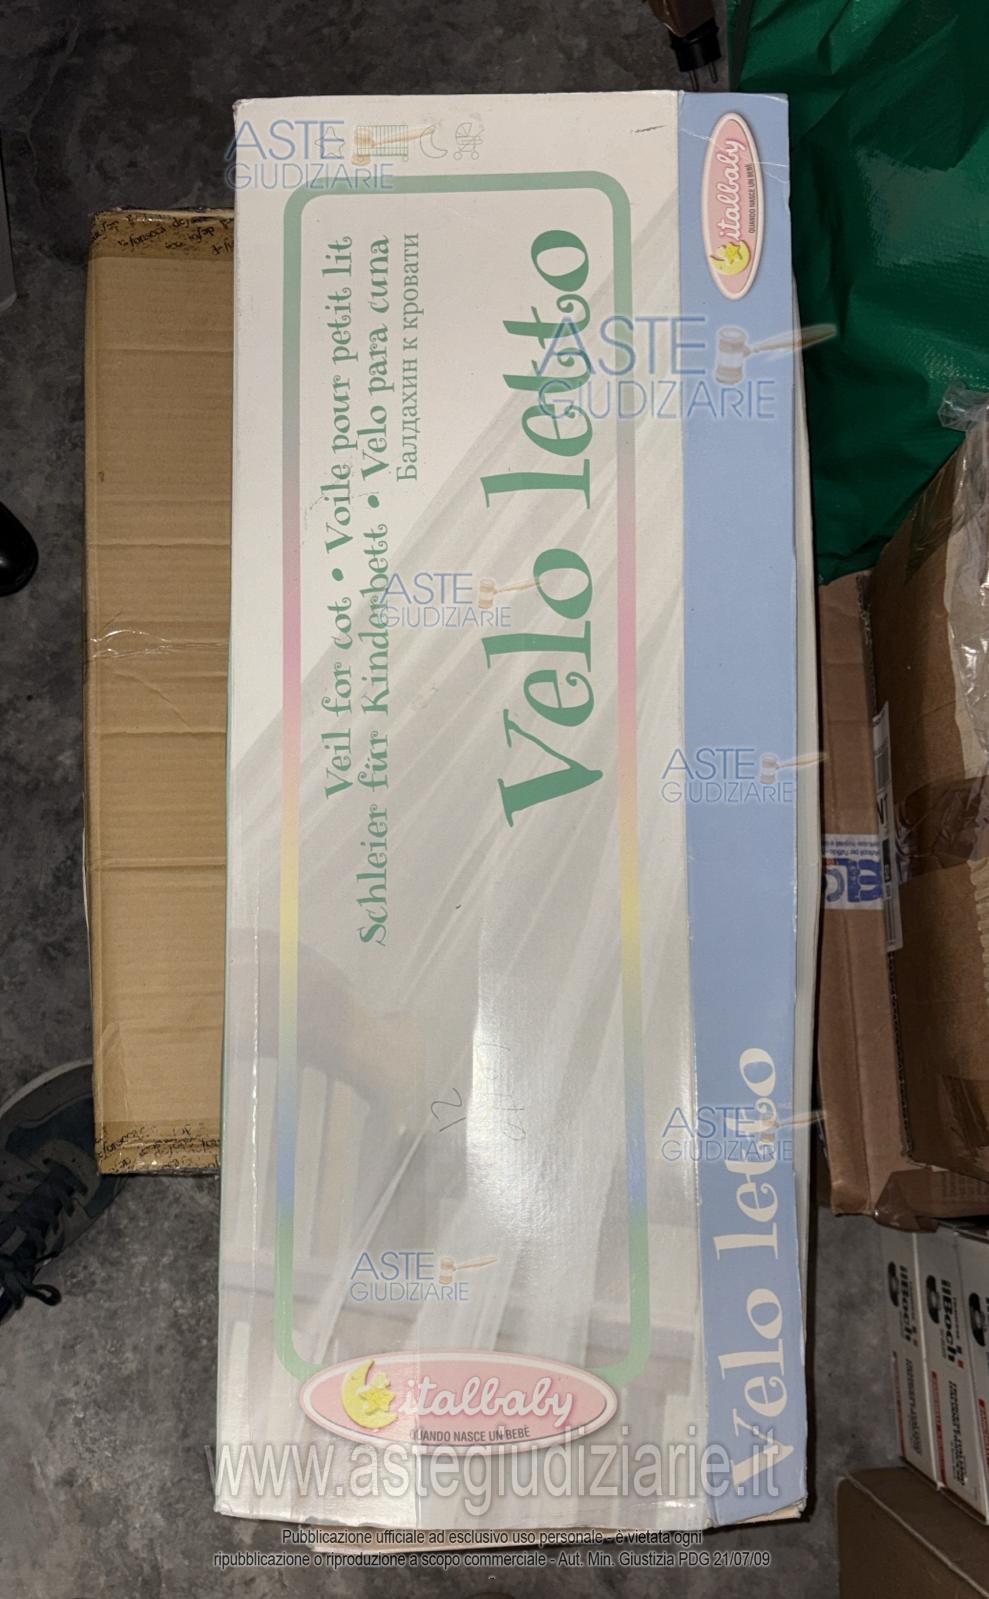 Velo letto
Veil for cot • Voile pour petit lit
Schleier für Kinderbett • Velo para cuna
Балдахин к кровати
italbaby
QUANDO NASCE UN BEBÈ
Velo letto
italbaby
QUANDO NASCE UN BEBÈ
12
ASTE
GIUDIZIARIE
ASTE
GIUDIZIARIE
ASTE
GIUDIZIARIE
ASTE
GIUDIZIARIE
ASTE
GIUDIZIARIE
ASTE
GIUDIZIARIE
www.astegiudiziarie.it
Pubblicazione ufficiale ad esclusivo uso personale - è vietata ogni
ripubblicazione o riproduzione a scopo commerciale - Aut. Min. Giustizia PDG 21/07/09